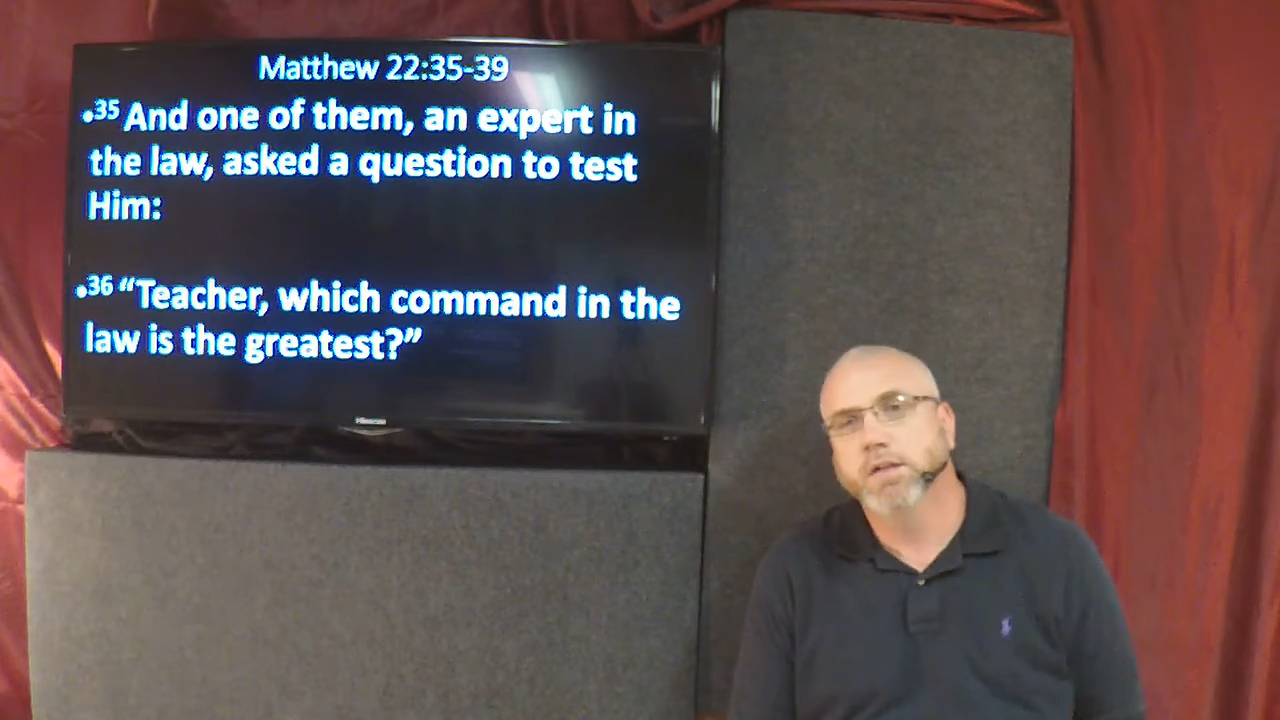 Matthew 22:35-39
•35 And one of them, an expert in
the law, asked a question to test
Him:
•36 “Teacher, which command in the
law is the greatest?”
Hisense